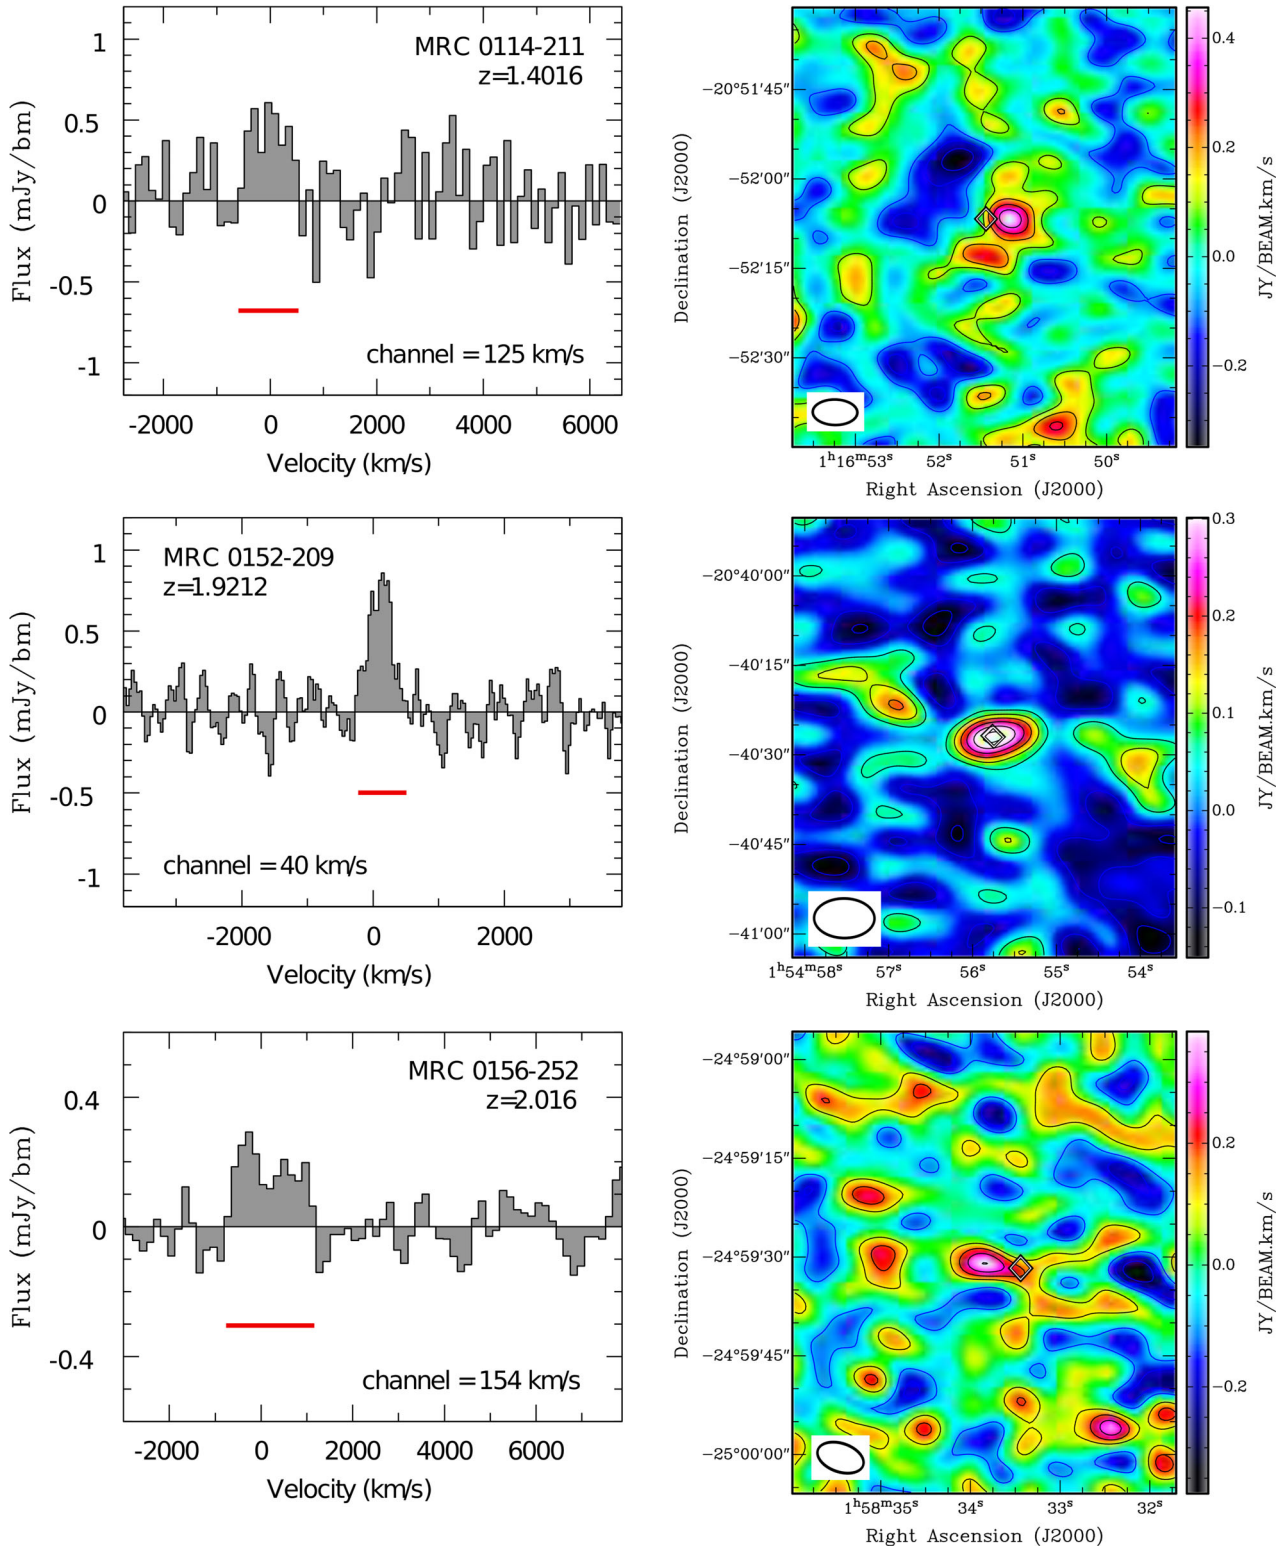 MRC 0114-211
z=1.4016
1
0.5
0
-0.5
-1
Flux (mJy/bm)
channel = 125 km/s
-2000 0 2000 4000 6000
Velocity (km/s)
Declination (J2000)
−20°51′45″
−52′00″
−52′15″
−52′30″
1ʰ16ᵐ53ˢ 52ˢ 51ˢ 50ˢ
Right Ascension (J2000)
0.4
0.2
0.0
−0.2
JY/BEAM.km/s
MRC 0152-209
z=1.9212
1
0.5
0
-0.5
-1
Flux (mJy/bm)
channel = 40 km/s
-2000 0 2000
Velocity (km/s)
Declination (J2000)
−20°40′00″
−40′15″
−40′30″
−40′45″
−41′00″
1ʰ54ᵐ58ˢ 57ˢ 56ˢ 55ˢ 54ˢ
Right Ascension (J2000)
0.3
0.2
0.1
0.0
−0.1
JY/BEAM.km/s
MRC 0156-252
z=2.016
0.4
0
-0.4
Flux (mJy/bm)
channel = 154 km/s
-2000 0 2000 4000 6000
Velocity (km/s)
Declination (J2000)
−24°59′00″
−24°59′15″
−24°59′30″
−24°59′45″
−25°00′00″
1ʰ58ᵐ35ˢ 34ˢ 33ˢ 32ˢ
Right Ascension (J2000)
0.2
0.0
−0.2
JY/BEAM.km/s